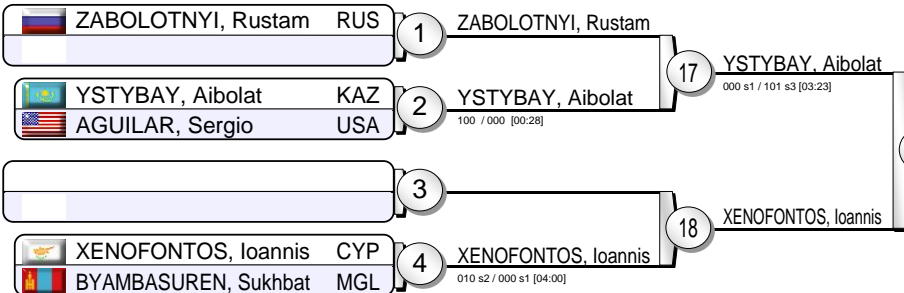 ZABOLOTNYI, Rustam RUS
1
ZABOLOTNYI, Rustam
YSTYBAY, Aibolat KAZ
AGUILAR, Sergio USA
2
YSTYBAY, Aibolat
100 / 000 [00:28]
17
YSTYBAY, Aibolat
000 s1 / 101 s3 [03:23]
3
XENOFONTOS, Ioannis CYP
BYAMBASUREN, Sukhbat MGL
4
XENOFONTOS, Ioannis
010 s2 / 000 s1 [04:00]
18
XENOFONTOS, Ioannis